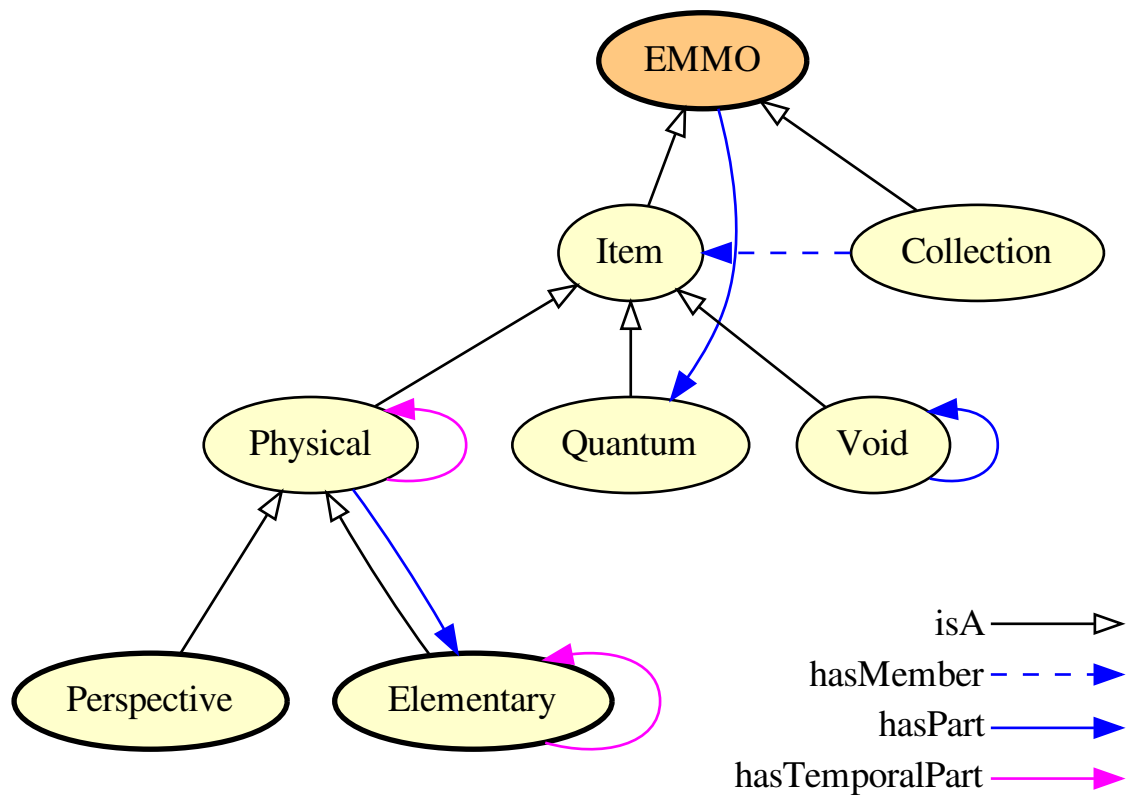 EMMO
Item
Collection
Physical
Quantum
Void
Perspective
Elementary
isA
hasMember
hasPart
hasTemporalPart